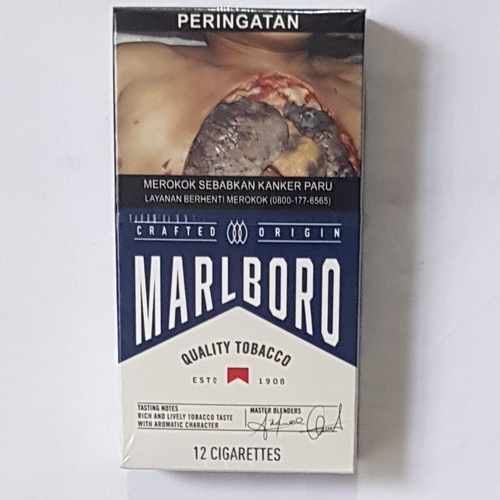 PERINGATAN
MEROKOK SEBABKAN KANKER PARU
LAYANAN BERHENTI MEROKOK (0800-177-6565)
CRAFTED ORIGIN
MARLBORO
QUALITY TOBACCO
ESTD 1908
TASTING NOTES
RICH AND LIVELY TOBACCO TASTE
WITH AROMATIC CHARACTER
MASTER BLENDERS
12 CIGARETTES